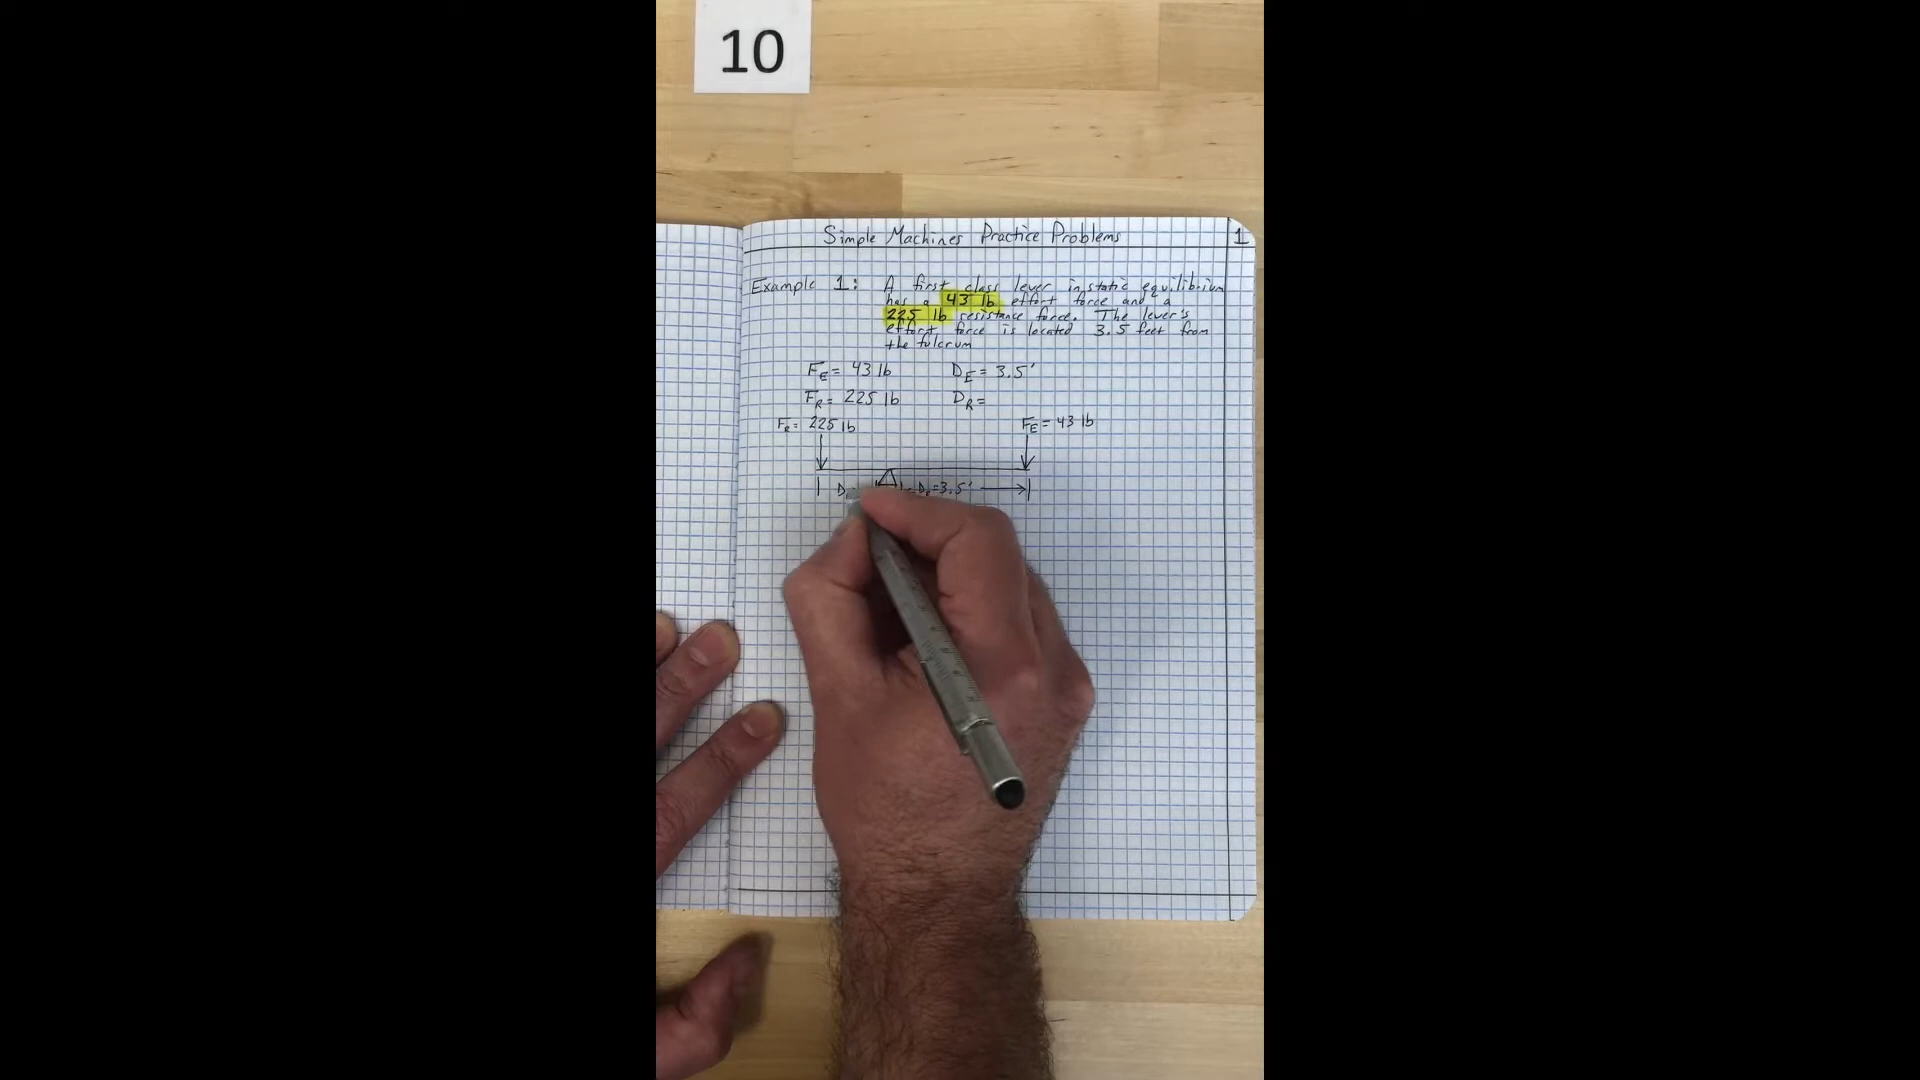 10
Simple Machines Practice Problems 1
Example 1: A first class lever in static equilibrium
has a 43 lb effort force and a
225 lb resistance force. The lever's
effort force is located 3.5 feet from
the fulcrum
FE = 43 lb DE = 3.5'
FR = 225 lb DR =
FR = 225 lb FE = 43 lb
D DE = 3.5'